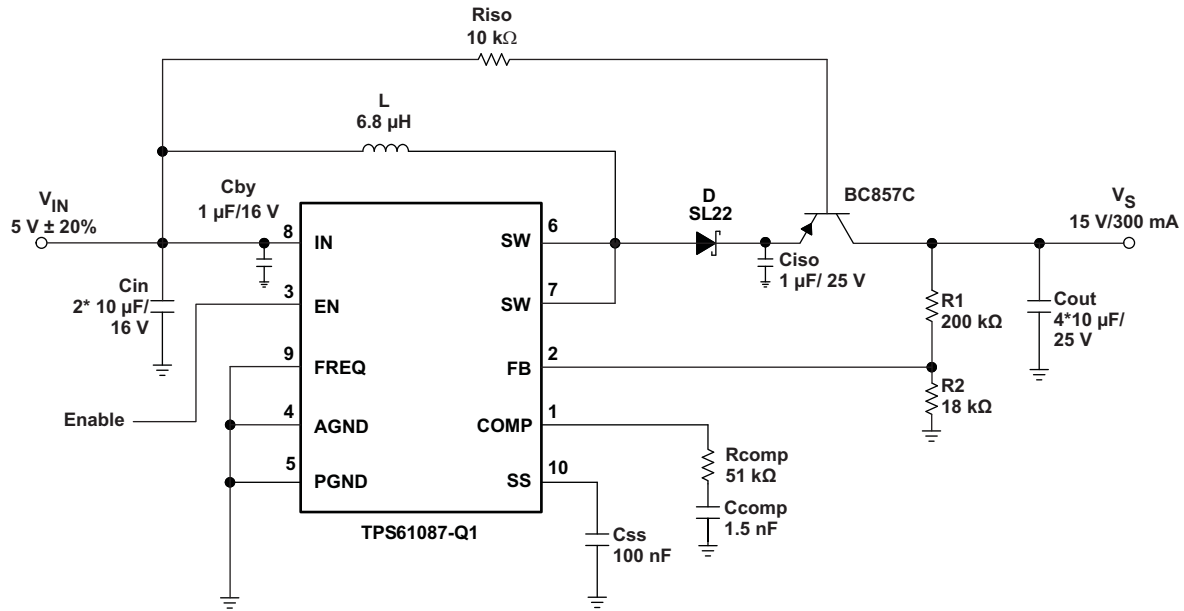 Riso
10 kΩ
L
6.8 µH
Cby
1 µF/16 V
VIN
5 V ± 20%
Cin
2* 10 µF/
16 V
Enable
8
IN
3
EN
9
FREQ
4
AGND
5
PGND
6
SW
7
SW
2
FB
1
COMP
10
SS
TPS61087-Q1
D
SL22
BC857C
Ciso
1 µF/ 25 V
VS
15 V/300 mA
R1
200 kΩ
Cout
4*10 µF/
25 V
R2
18 kΩ
Rcomp
51 kΩ
Ccomp
1.5 nF
Css
100 nF